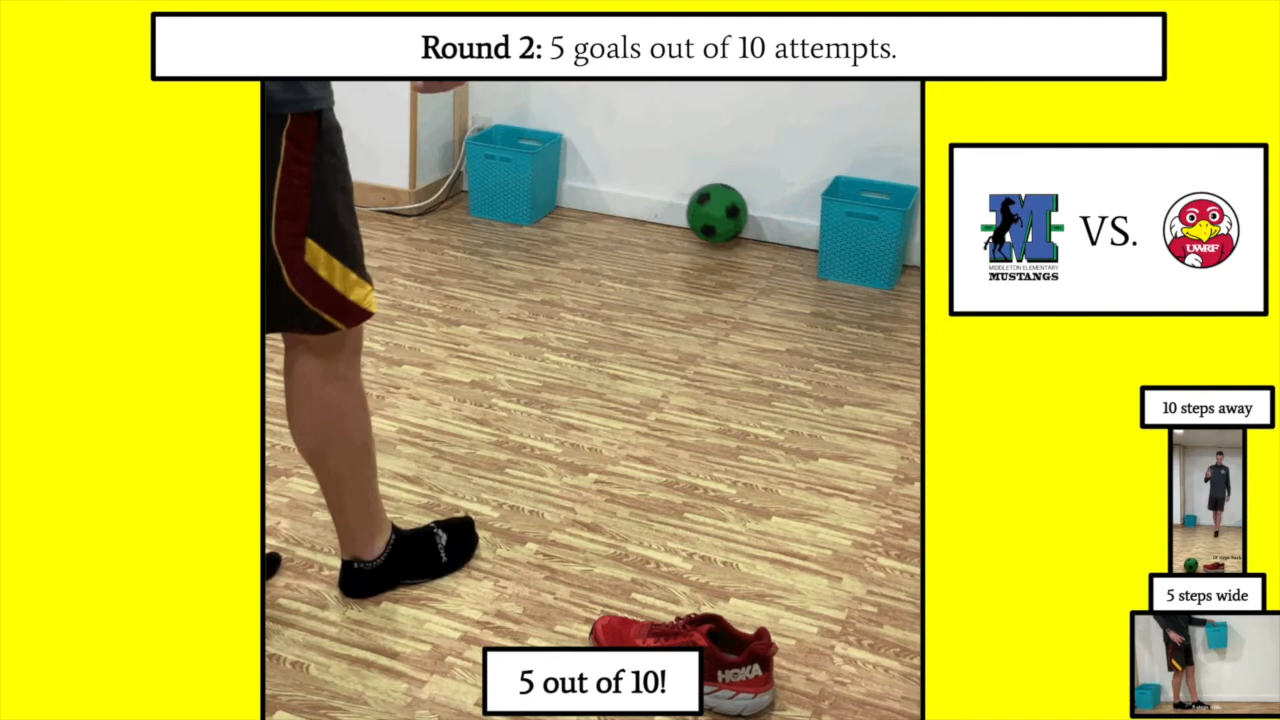 Round 2: 5 goals out of 10 attempts.
MIDDLETON ELEMENTARY
MUSTANGS
VS.
UWRF
10 steps away
5 steps wide
HOKA
5 out of 10!